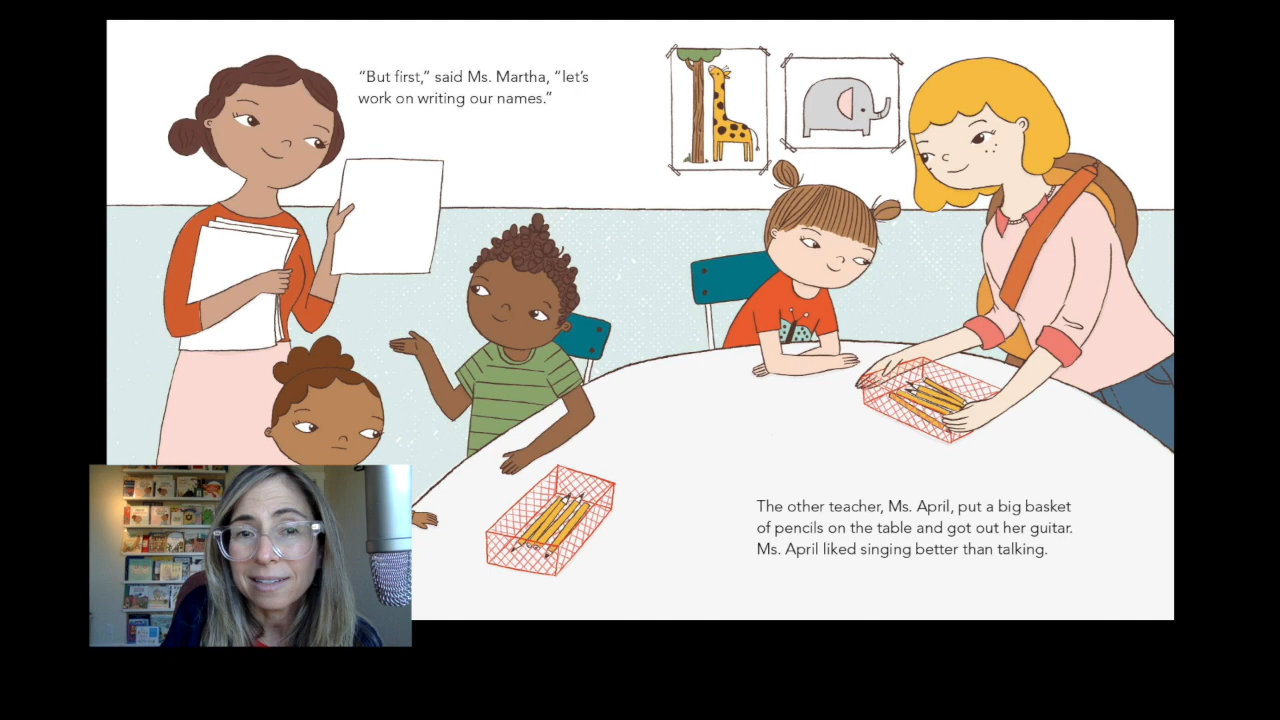 “But first,” said Ms. Martha, “let’s
work on writing our names.”
The other teacher, Ms. April, put a big basket
of pencils on the table and got out her guitar.
Ms. April liked singing better than talking.